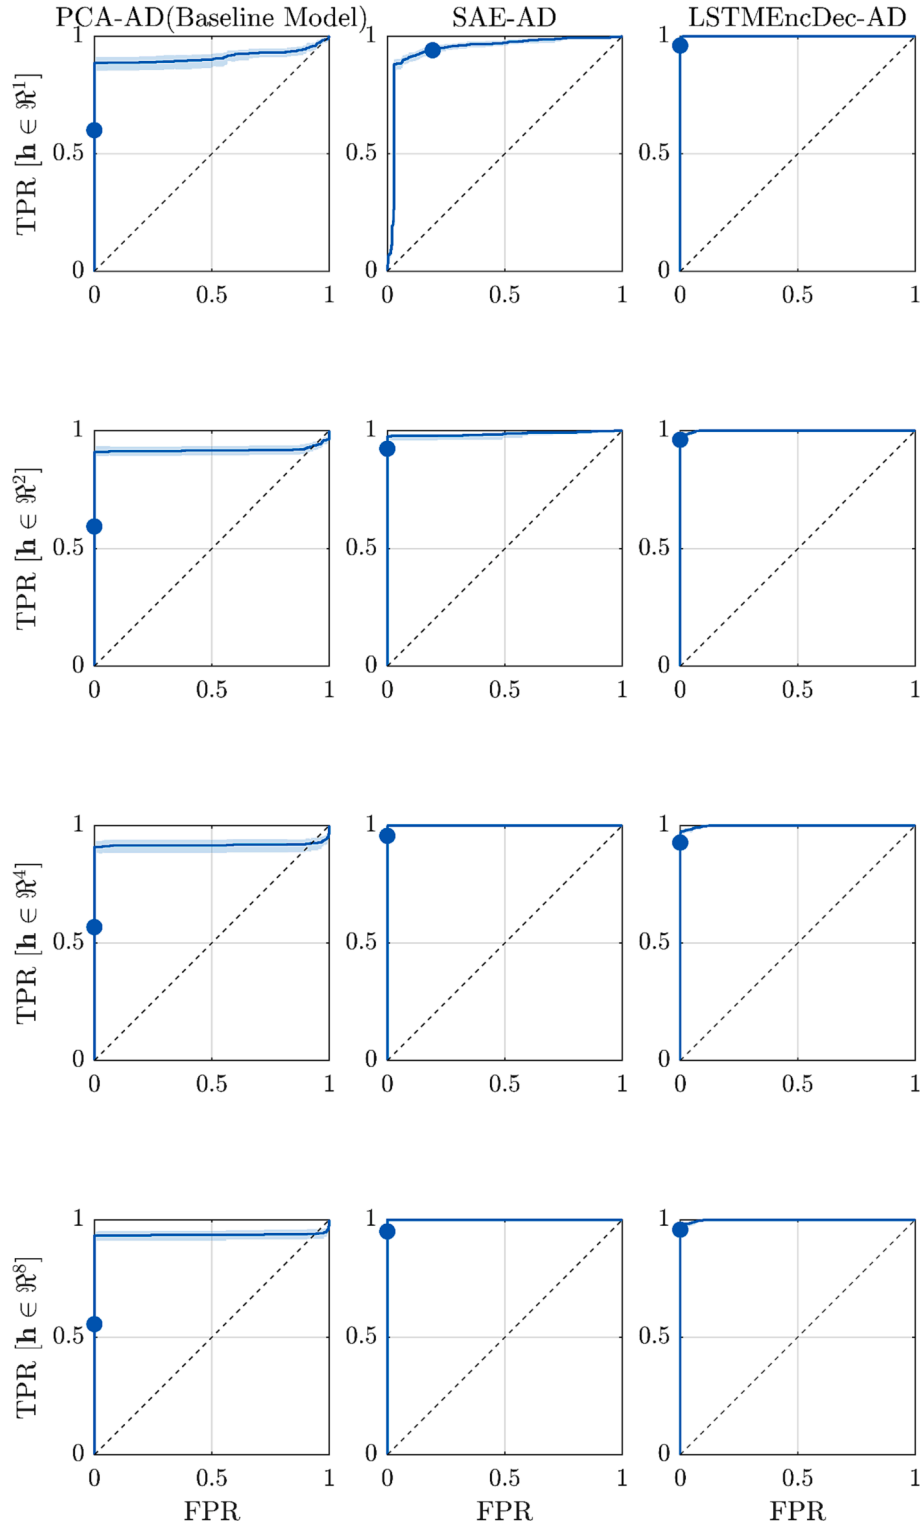 PCA-AD(Baseline Model) SAE-AD LSTMEncDec-AD
TPR [h ∈ ℜ¹]
1 1 1
0.5 0.5 0.5
0 0 0
0 0.5 1 0 0.5 1 0 0.5 1
TPR [h ∈ ℜ²]
1 1 1
0.5 0.5 0.5
0 0 0
0 0.5 1 0 0.5 1 0 0.5 1
TPR [h ∈ ℜ⁴]
1 1 1
0.5 0.5 0.5
0 0 0
0 0.5 1 0 0.5 1 0 0.5 1
TPR [h ∈ ℜ⁸]
1 1 1
0.5 0.5 0.5
0 0 0
0 0.5 1 0 0.5 1 0 0.5 1
FPR FPR FPR